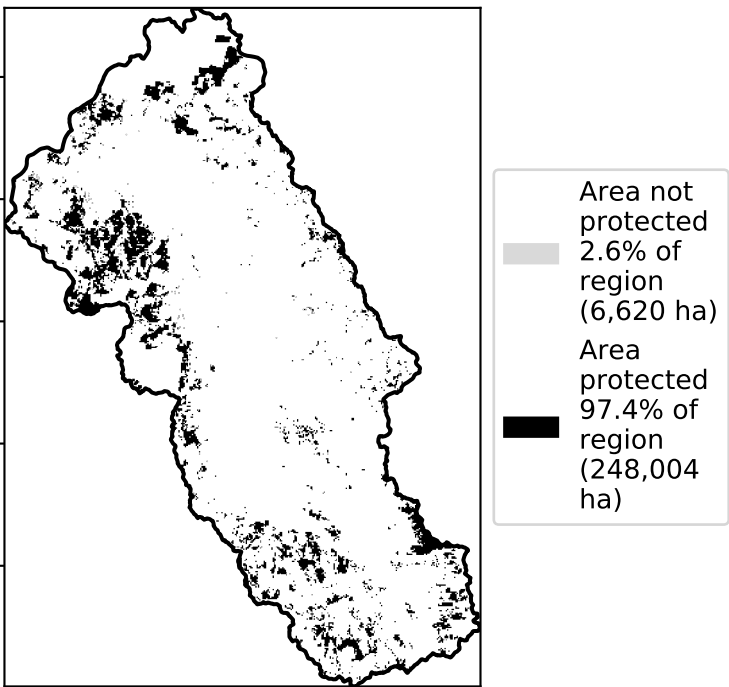 Area not
protected
2.6% of
region
(6,620 ha)
Area
protected
97.4% of
region
(248,004
ha)